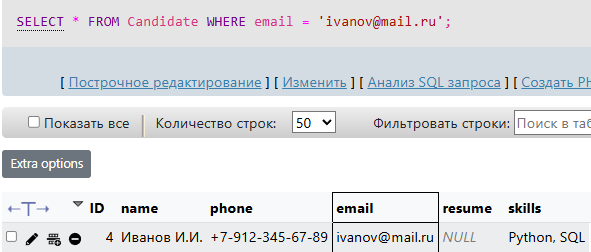 SELECT * FROM Candidate WHERE email = 'ivanov@mail.ru';
[ Построчное редактирование ] [ Изменить ] [ Анализ SQL запроса ] [ Создать PH
Показать все Количество строк: 50 Фильтровать строки: Поиск в таб
Extra options
ID name phone email resume skills
4 Иванов И.И. +7-912-345-67-89 ivanov@mail.ru NULL Python, SQL